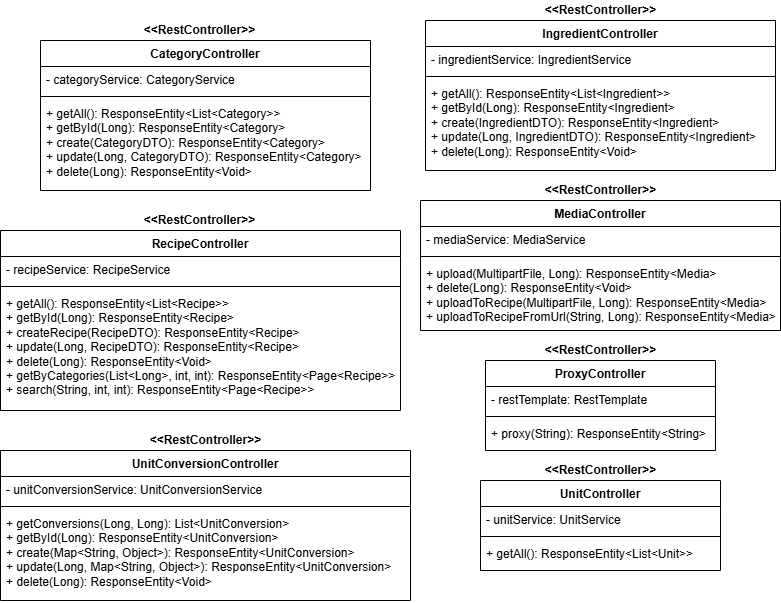 <<RestController>>
CategoryController
- categoryService: CategoryService
+ getAll(): ResponseEntity<List<Category>>
+ getById(Long): ResponseEntity<Category>
+ create(CategoryDTO): ResponseEntity<Category>
+ update(Long, CategoryDTO): ResponseEntity<Category>
+ delete(Long): ResponseEntity<Void>
<<RestController>>
IngredientController
- ingredientService: IngredientService
+ getAll(): ResponseEntity<List<Ingredient>>
+ getById(Long): ResponseEntity<Ingredient>
+ create(IngredientDTO): ResponseEntity<Ingredient>
+ update(Long, IngredientDTO): ResponseEntity<Ingredient>
+ delete(Long): ResponseEntity<Void>
<<RestController>>
RecipeController
- recipeService: RecipeService
+ getAll(): ResponseEntity<List<Recipe>>
+ getById(Long): ResponseEntity<Recipe>
+ createRecipe(RecipeDTO): ResponseEntity<Recipe>
+ update(Long, RecipeDTO): ResponseEntity<Recipe>
+ delete(Long): ResponseEntity<Void>
+ getByCategories(List<Long>, int, int): ResponseEntity<Page<Recipe>>
+ search(String, int, int): ResponseEntity<Page<Recipe>>
<<RestController>>
MediaController
- mediaService: MediaService
+ upload(MultipartFile, Long): ResponseEntity<Media>
+ delete(Long): ResponseEntity<Void>
+ uploadToRecipe(MultipartFile, Long): ResponseEntity<Media>
+ uploadToRecipeFromUrl(String, Long): ResponseEntity<Media>
<<RestController>>
ProxyController
- restTemplate: RestTemplate
+ proxy(String): ResponseEntity<String>
<<RestController>>
UnitConversionController
- unitConversionService: UnitConversionService
+ getConversions(Long, Long): List<UnitConversion>
+ getById(Long): ResponseEntity<UnitConversion>
+ create(Map<String, Object>): ResponseEntity<UnitConversion>
+ update(Long, Map<String, Object>): ResponseEntity<UnitConversion>
+ delete(Long): ResponseEntity<Void>
<<RestController>>
UnitController
- unitService: UnitService
+ getAll(): ResponseEntity<List<Unit>>